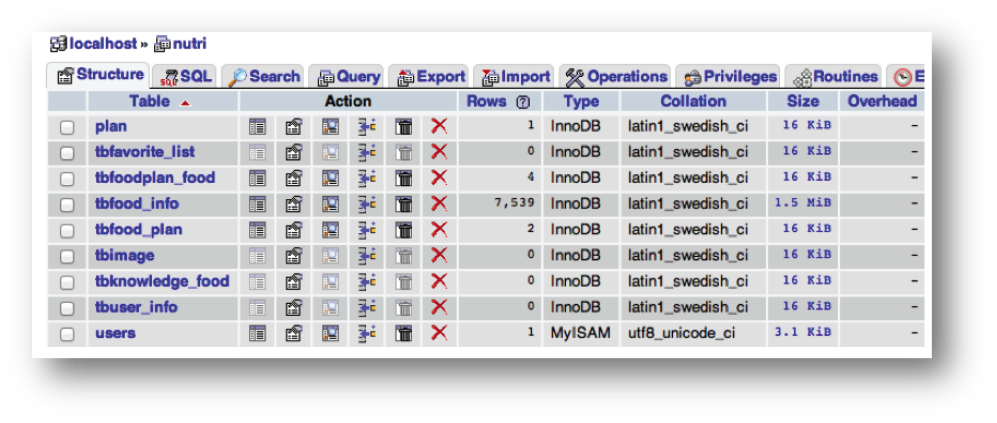 localhost » nutri
Structure SQL Search Query Export Import Operations Privileges Routines E
Table Action Rows ? Type Collation Size Overhead
plan 1 InnoDB latin1_swedish_ci 16 KiB –
tbfavorite_list 0 InnoDB latin1_swedish_ci 16 KiB –
tbfoodplan_food 4 InnoDB latin1_swedish_ci 16 KiB –
tbfood_info 7,539 InnoDB latin1_swedish_ci 1.5 MiB –
tbfood_plan 2 InnoDB latin1_swedish_ci 16 KiB –
tbimage 0 InnoDB latin1_swedish_ci 16 KiB –
tbknowledge_food 0 InnoDB latin1_swedish_ci 16 KiB –
tbuser_info 0 InnoDB latin1_swedish_ci 16 KiB –
users 1 MyISAM utf8_unicode_ci 3.1 KiB –